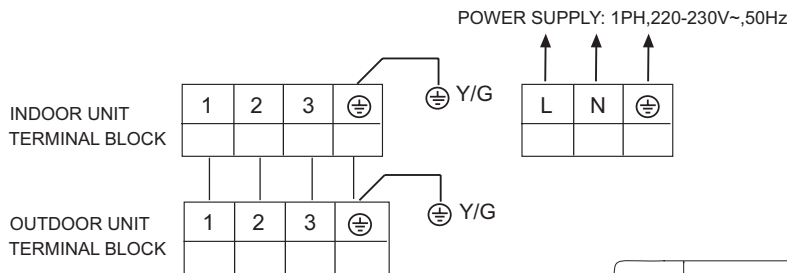 POWER SUPPLY: 1PH,220-230V~,50Hz
INDOOR UNIT
TERMINAL BLOCK
1 2 3 Y/G
L N
OUTDOOR UNIT
TERMINAL BLOCK
1 2 3 Y/G